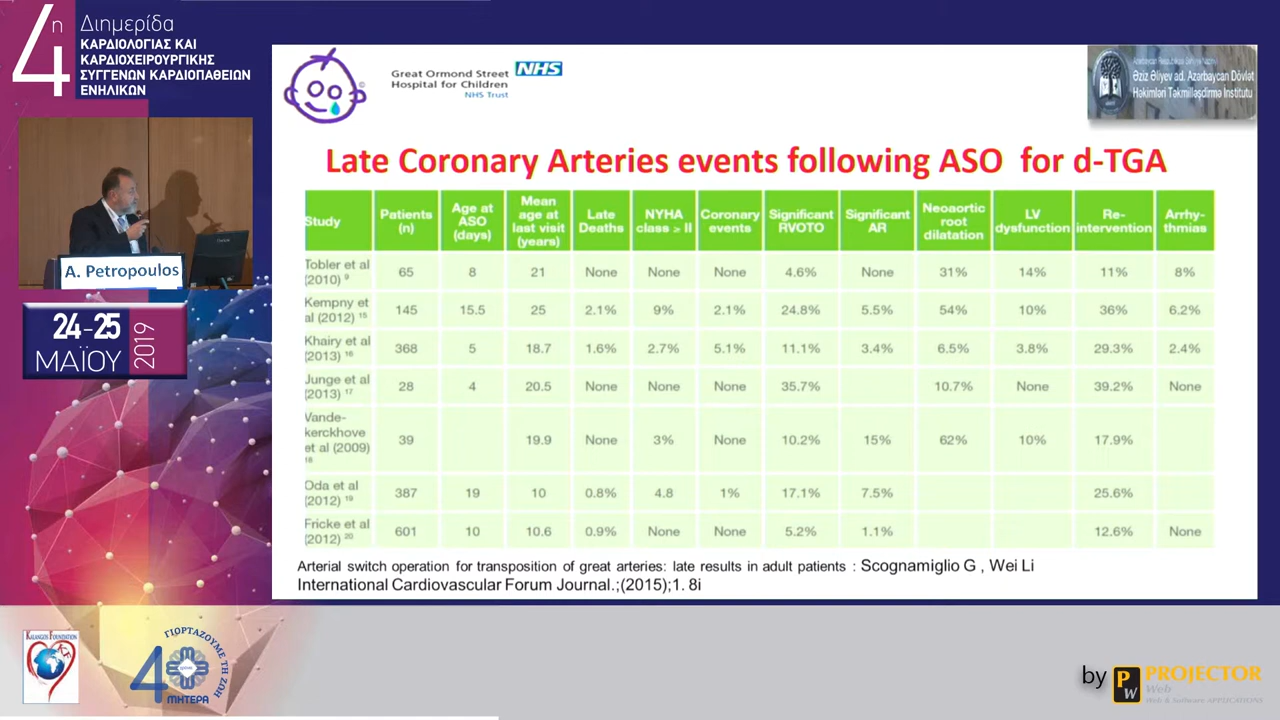 4η
Διημερίδα
ΚΑΡΔΙΟΛΟΓΙΑΣ ΚΑΙ
ΚΑΡΔΙΟΧΕΙΡΟΥΡΓΙΚΗΣ
ΣΥΓΓΕΝΩΝ ΚΑΡΔΙΟΠΑΘΕΙΩΝ
ΕΝΗΛΙΚΩΝ
A. Petropoulos
24-25
ΜΑΪΟΥ
2019
Great Ormond Street NHS
Hospital for Children
NHS Trust
Əziz Əliyev ad. Azərbaycan Dövlət
Həkimləri Təkmilləşdirmə İnstitutu
Late Coronary Arteries events following ASO for d-TGA
Study | Patients (n) | Age at ASO (days) | Mean age at last visit (years) | Late Deaths | NYHA class ≥ II | Coronary events | Significant RVOTO | Significant AR | Neoaortic root dilatation | LV dysfunction | Re-intervention | Arrhy-thmias
Tobler et al (2010) 9 | 65 | 8 | 21 | None | None | None | 4.6% | None | 31% | 14% | 11% | 8%
Kempny et al (2012) 15 | 145 | 15.5 | 25 | 2.1% | 9% | 2.1% | 24.8% | 5.5% | 54% | 10% | 36% | 6.2%
Khairy et al (2013) 16 | 368 | 5 | 18.7 | 1.6% | 2.7% | 5.1% | 11.1% | 3.4% | 6.5% | 3.8% | 29.3% | 2.4%
Junge et al (2013) 17 | 28 | 4 | 20.5 | None | None | None | 35.7% | | 10.7% | None | 39.2% | None
Vande-kerckhove et al (2009) 18 | 39 | | 19.9 | None | 3% | None | 10.2% | 15% | 62% | 10% | 17.9% |
Oda et al (2012) 19 | 387 | 19 | 10 | 0.8% | 4.8 | 1% | 17.1% | 7.5% | | | 25.6% |
Fricke et al (2012) 20 | 601 | 10 | 10.6 | 0.9% | None | None | 5.2% | 1.1% | | | 12.6% | None
Arterial switch operation for transposition of great arteries: late results in adult patients : Scognamiglio G , Wei Li
International Cardiovascular Forum Journal.;(2015);1. 8i
KALANGOS FOUNDATION
ΓΙΟΡΤΑΖΟΥΜΕ ΤΗ ΖΩΗ
40
ΜΗΤΕΡΑ
by PW PROJECTOR
Web
Web & Software APPLICATIONS